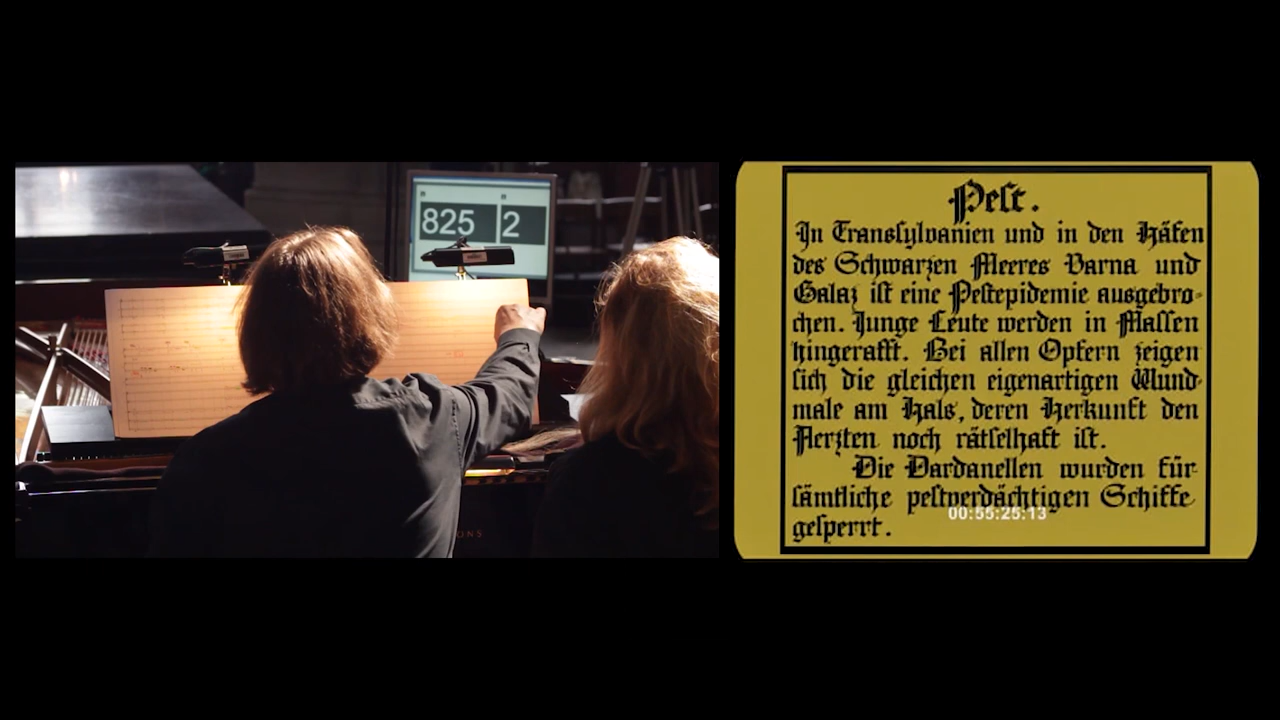 825 2
ONS
Pest.
In Transsylvanien und in den Häfen
des Schwarzen Meeres Varna und
Galaz ist eine Pestepidemie ausgebro-
chen. Junge Leute werden in Massen
hingerafft. Bei allen Opfern zeigen
sich die gleichen eigenartigen Wund-
male am Hals, deren Herkunft den
Aerzten noch rätselhaft ist.
Die Dardanellen wurden für
sämtliche pestverdächtigen Schiffe
00:55:25:13
gesperrt.